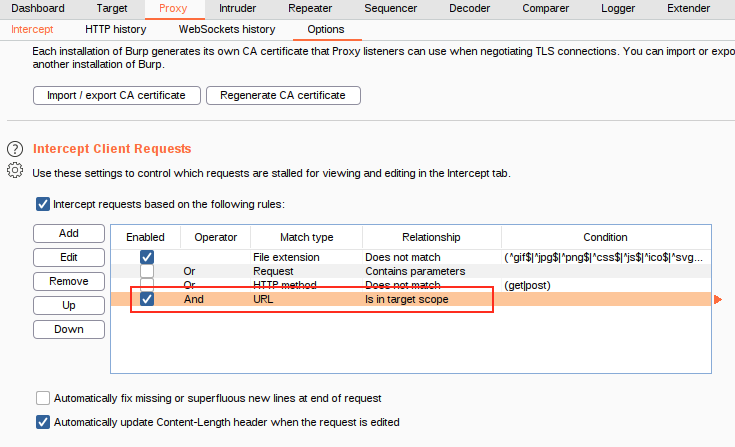 Dashboard Target Proxy Intruder Repeater Sequencer Decoder Comparer Logger Extender
Intercept HTTP history WebSockets history Options
Each installation of Burp generates its own CA certificate that Proxy listeners can use when negotiating TLS connections. You can import or expo
another installation of Burp.
Import / export CA certificate Regenerate CA certificate
? Intercept Client Requests
Use these settings to control which requests are stalled for viewing and editing in the Intercept tab.
Intercept requests based on the following rules:
Add Enabled Operator Match type Relationship Condition
Edit File extension Does not match (^gif$|^jpg$|^png$|^css$|^js$|^ico$|^svg...
Or Request Contains parameters
Remove Or HTTP method Does not match (get|post)
Up And URL Is in target scope
Down
Automatically fix missing or superfluous new lines at end of request
Automatically update Content-Length header when the request is edited